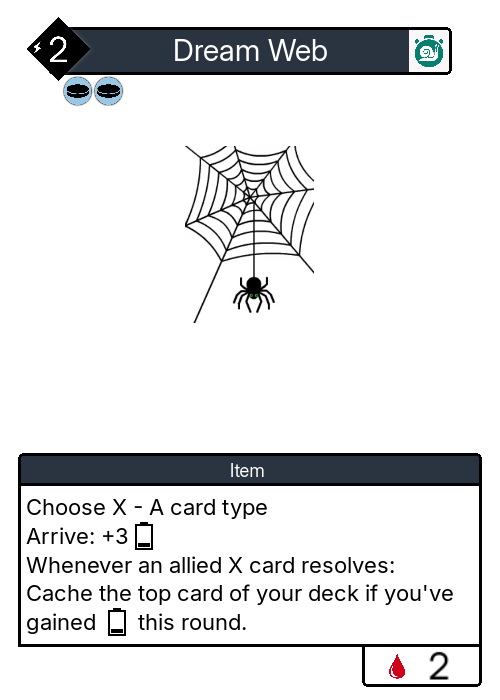 2
Dream Web
Item
Choose X - A card type
Arrive: +3
Whenever an allied X card resolves:
Cache the top card of your deck if you've
gained this round.
2